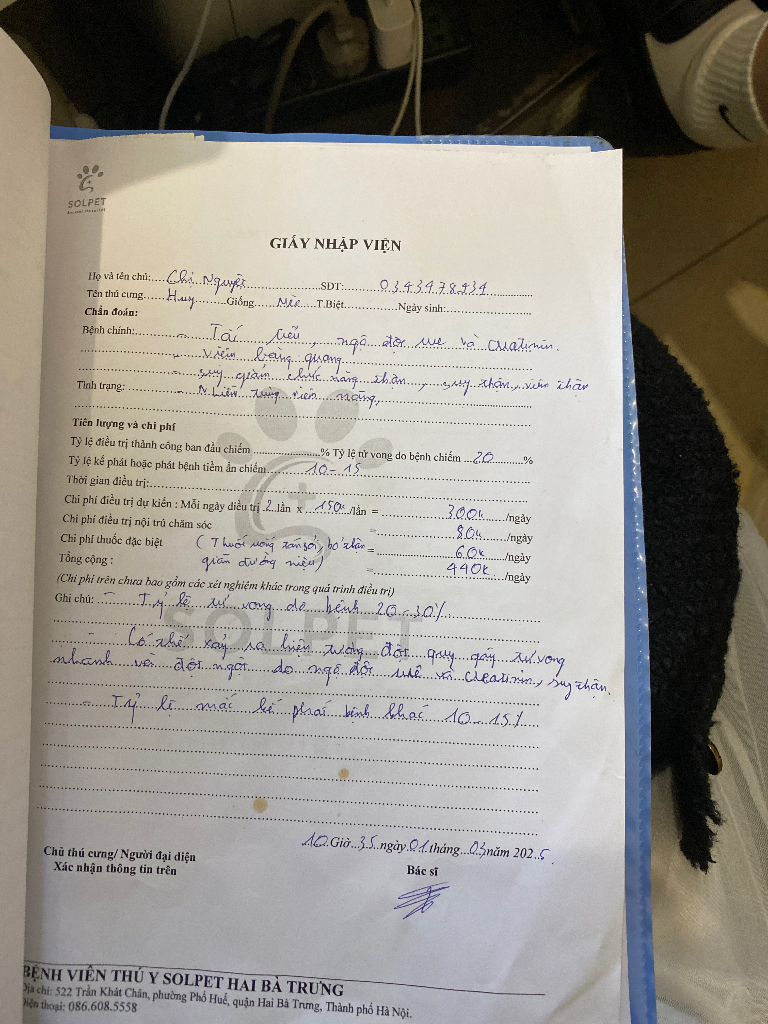 SOLPET
GIẤY NHẬP VIỆN
Họ và tên chủ:....Chị Nguyệt..........SĐT:......0343478934
Tên thú cưng....Huy....Giống....Mèo...T.Biệt..........Ngày sinh:..........
Chẩn đoán:
Bệnh chính:... - Tắc tiểu, ngộ độc ure và creatinin.
- Viêm bàng quang
- suy giảm chức năng thận, suy thận, viêm thận
Tình trạng: - Nhiễm trùng viêm nặng,
Tiên lượng và chi phí
Tỷ lệ điều trị thành công ban đầu chiếm ..........% Tỷ lệ tử vong do bệnh chiếm ...20...%
Tỷ lệ kế phát hoặc phát bệnh tiềm ẩn chiếm....10-15
Thời gian điều trị:
Chi phí điều trị dự kiến : Mỗi ngày điều trị 2 lần x 150k/lần = 300k /ngày
Chi phí điều trị nội trú chăm sóc = 80k /ngày
Chi phí thuốc đặc biệt (Thuốc uống tán sỏi, bổ thận = 60k /ngày
giãn đường niệu)
Tổng cộng : = 440k /ngày
(Chi phí trên chưa bao gồm các xét nghiệm khác trong quá trình điều trị)
Ghi chú: - Tỷ lệ tử vong do bệnh 20-30%
- Có thể xảy ra hiện tượng đột quỵ gây tử vong
nhanh và đột ngột do ngộ độc urê và creatinin, suy thận.
- Tỷ lệ mắc kế phát bệnh khác 10-15%
10 Giờ 35 ngày 01 tháng 03 năm 2025
Chủ thú cưng/ Người đại diện
Xác nhận thông tin trên
Bác sĩ
BỆNH VIỆN THÚ Y SOLPET HAI BÀ TRƯNG
Địa chỉ: 522 Trần Khát Chân, phường Phố Huế, quận Hai Bà Trưng, Thành phố Hà Nội.
Điện thoại: 086.608.5558